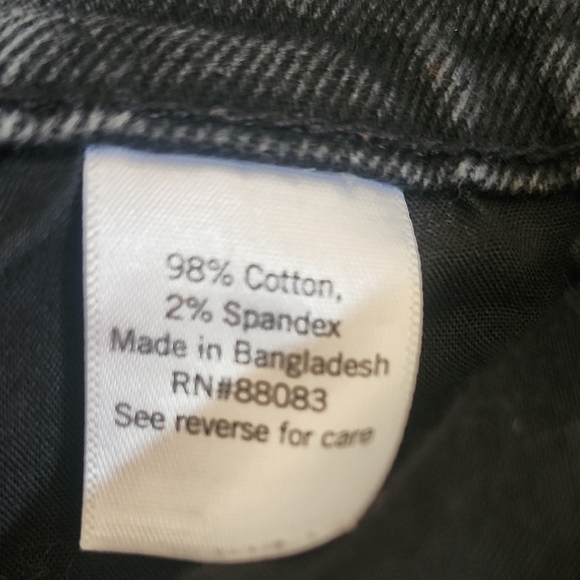 98% Cotton,
2% Spandex
Made in Bangladesh
RN#88083
See reverse for care